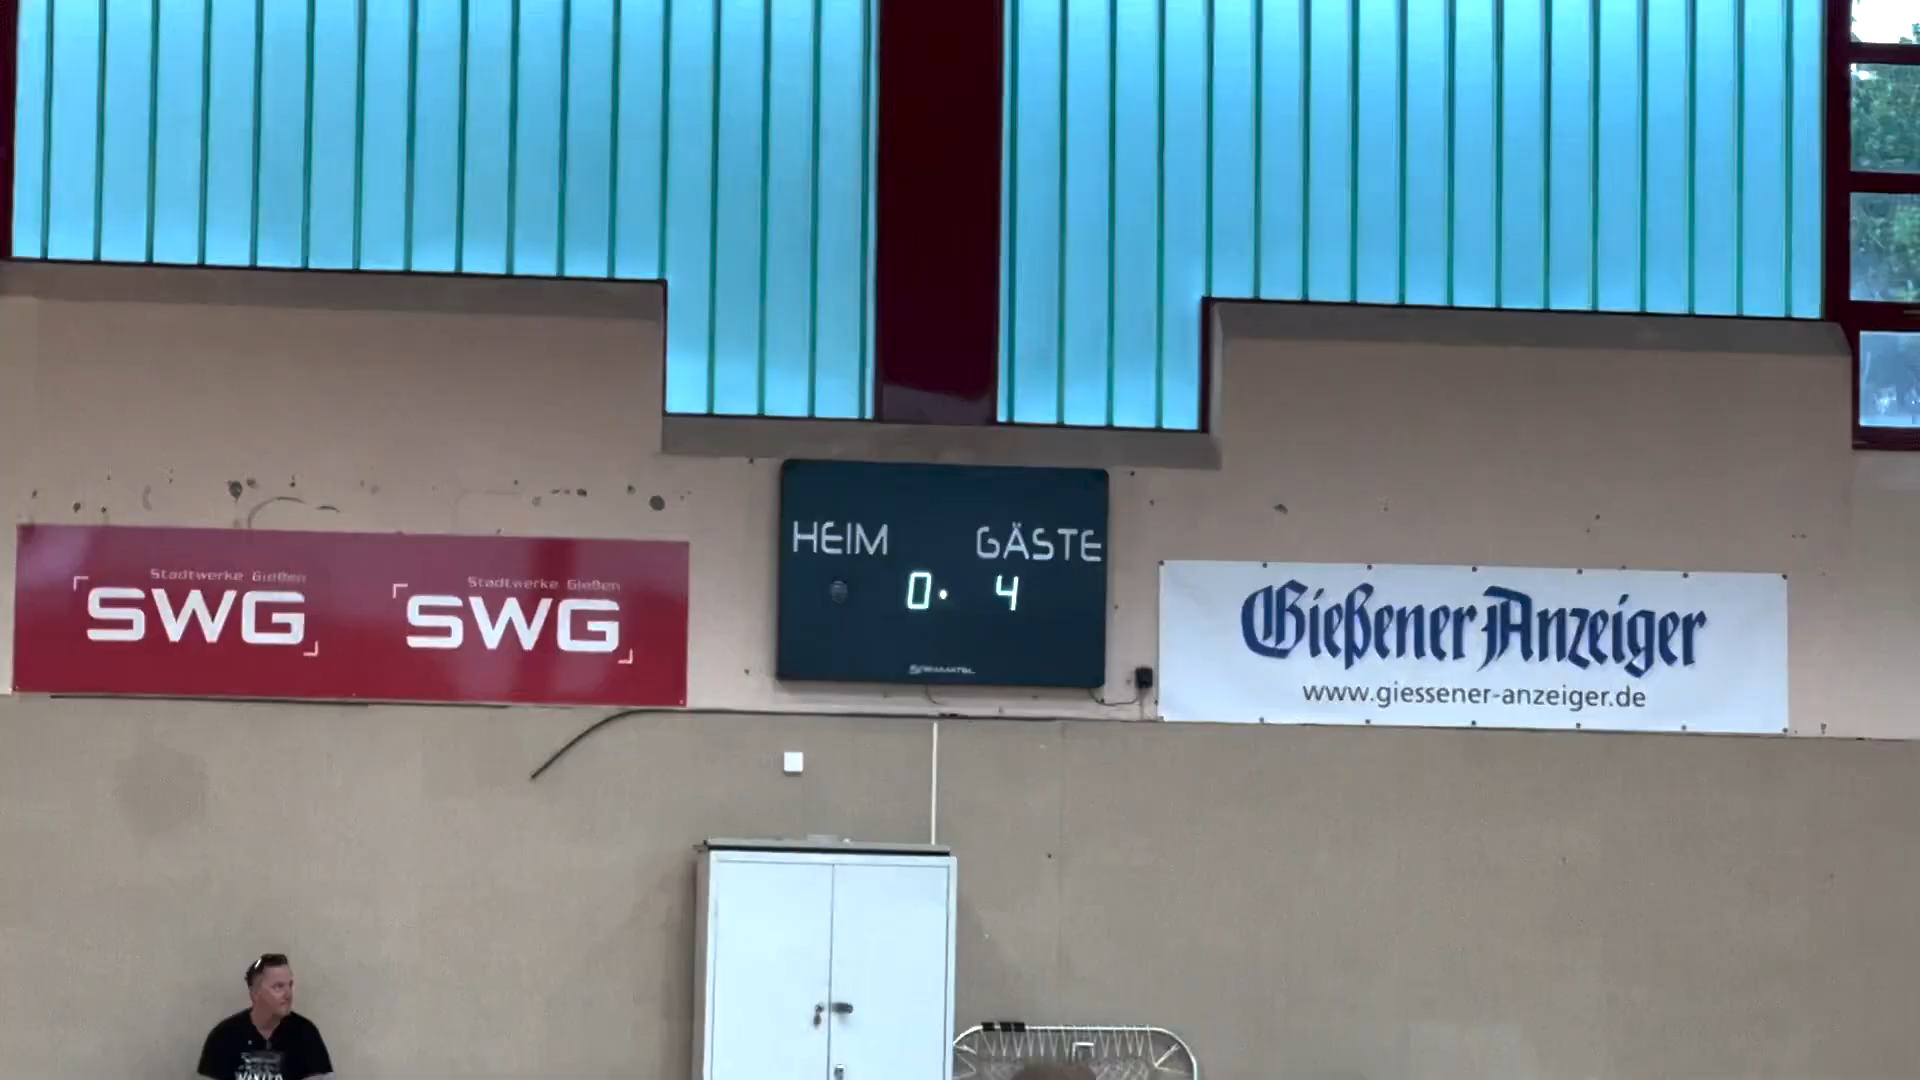 HEIM GÄSTE
0 4
Stadtwerke Gießen
SWG
Stadtwerke Gießen
SWG
Gießener Anzeiger
www.giessener-anzeiger.de